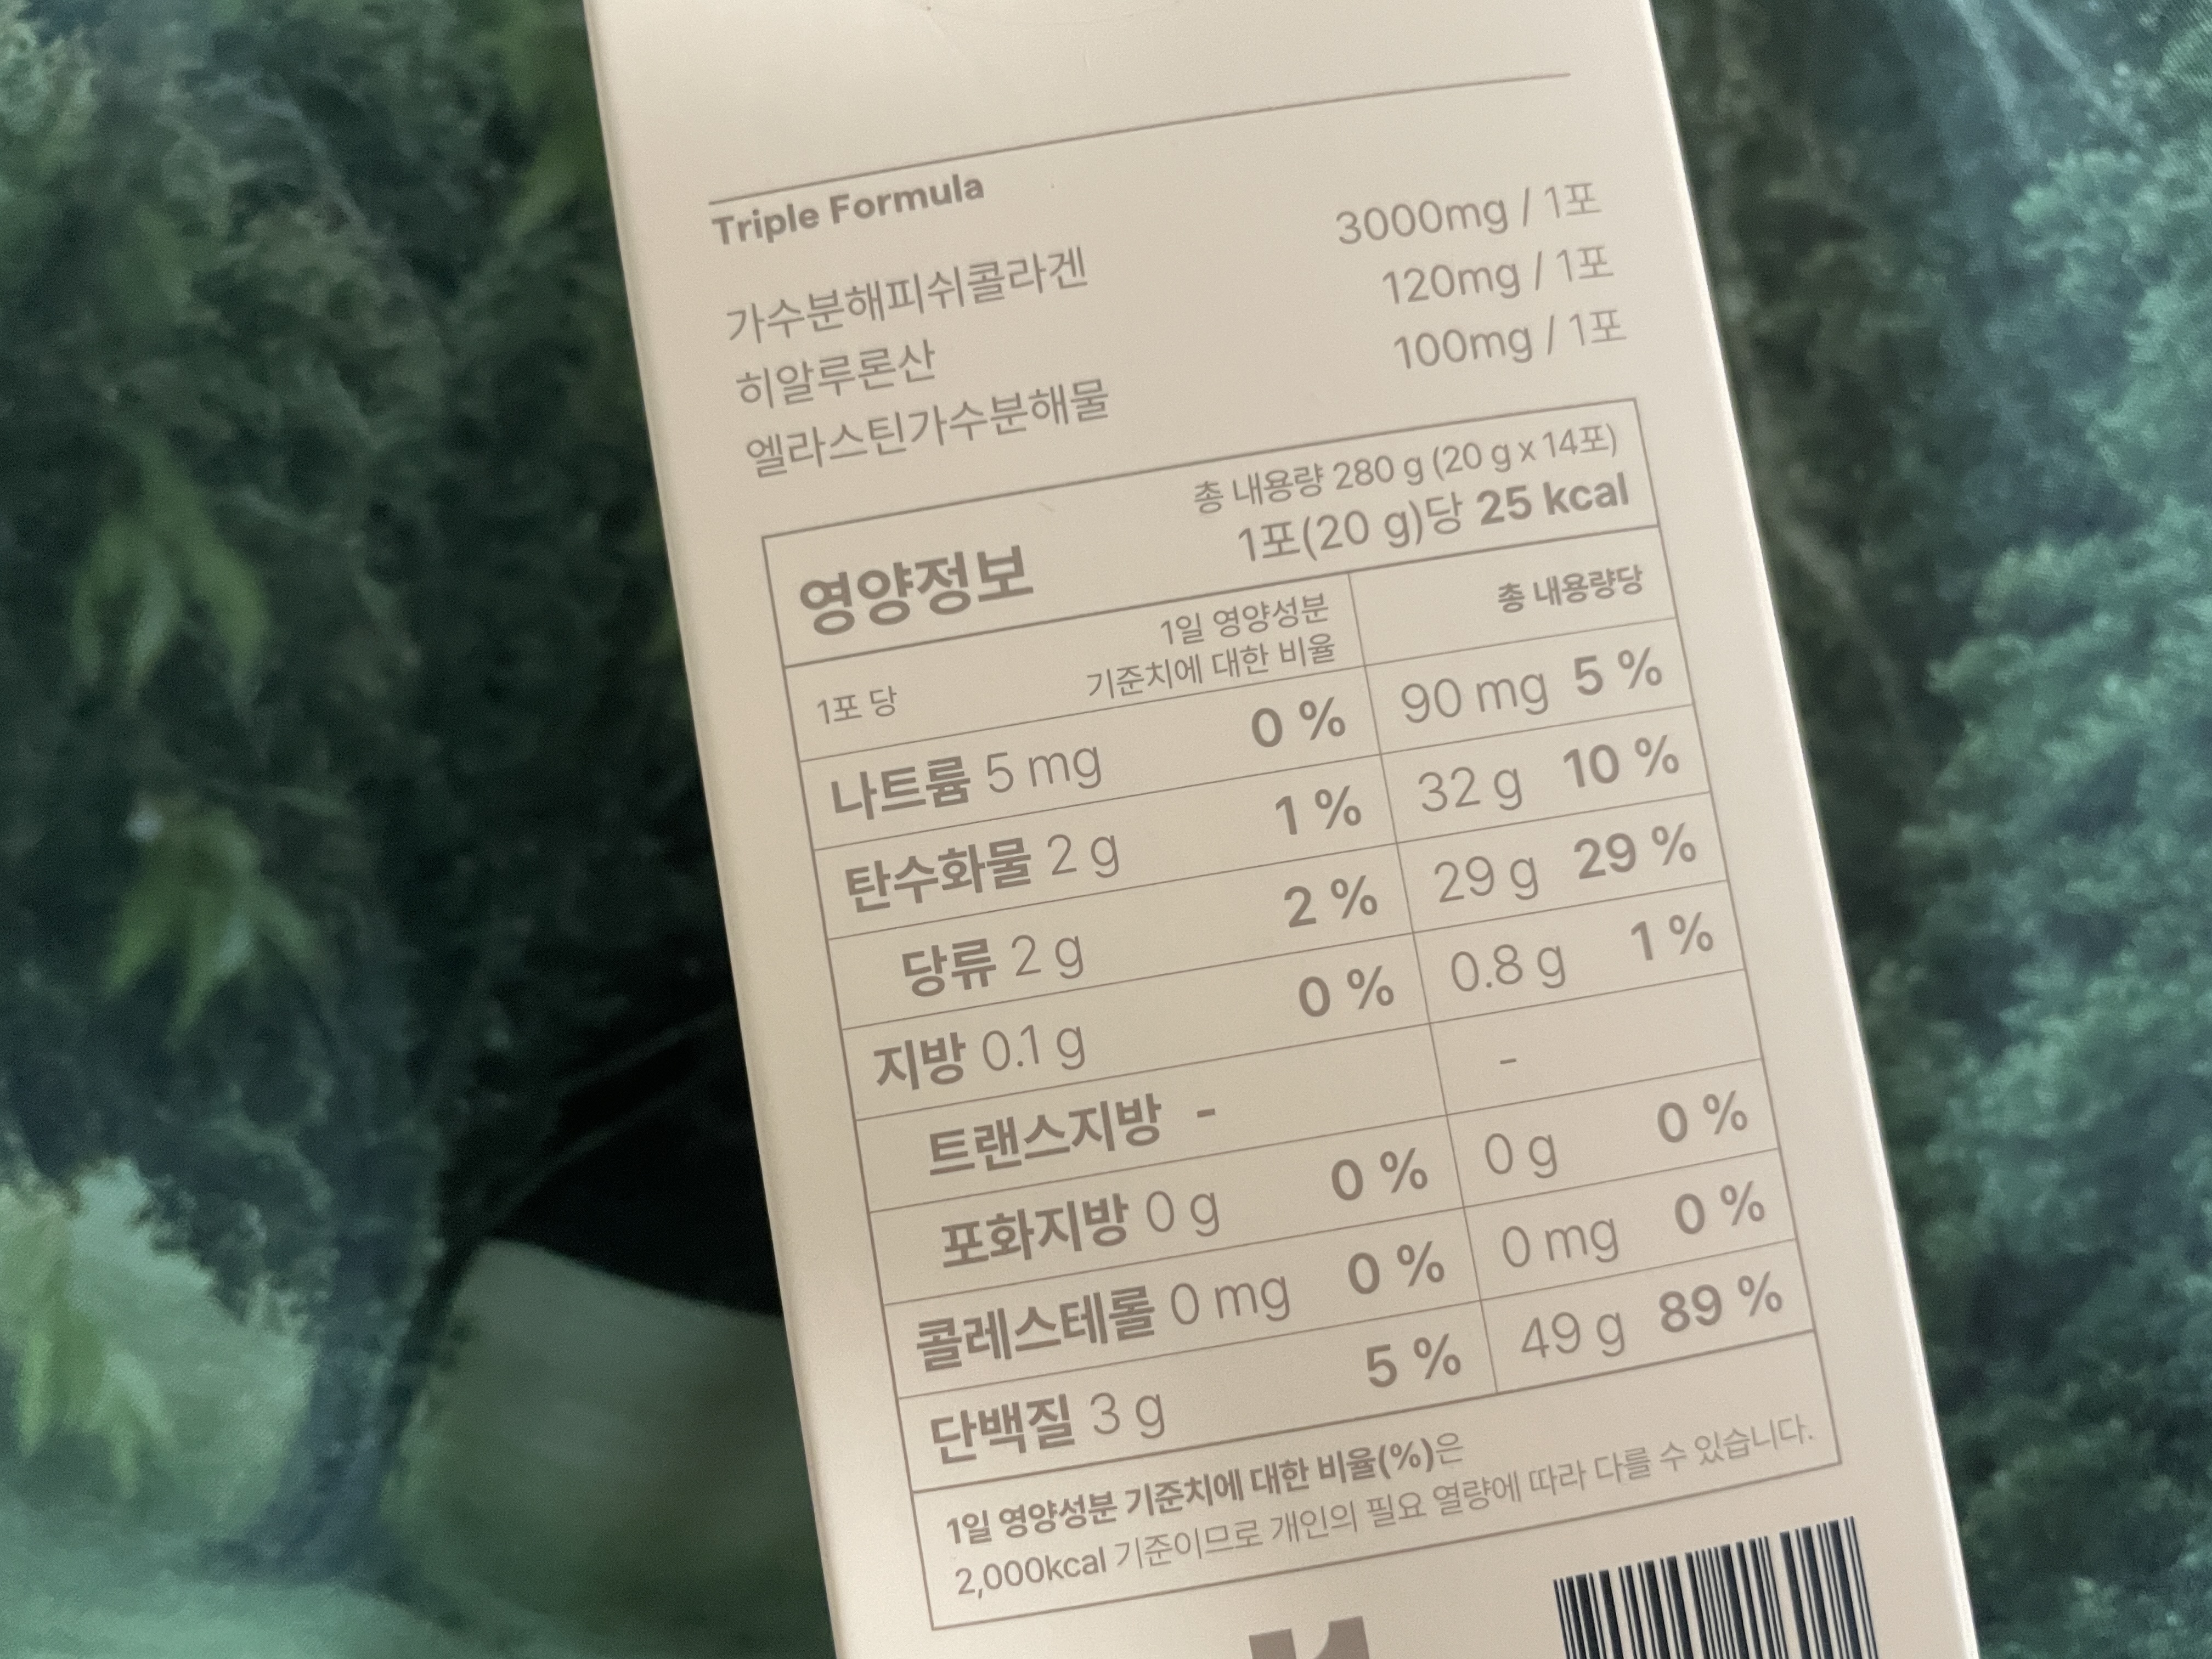 Triple Formula
가수분해피쉬콜라겐 3000mg / 1포
히알루론산 120mg / 1포
엘라스틴가수분해물 100mg / 1포
영양정보
총 내용량 280 g (20 g x 14포)
1포(20 g)당 25 kcal
1포 당
1일 영양성분
기준치에 대한 비율
총 내용량당
나트륨 5 mg 0 % 90 mg 5 %
탄수화물 2 g 1 % 32 g 10 %
당류 2 g 2 % 29 g 29 %
지방 0.1 g 0 % 0.8 g 1 %
트랜스지방 - -
포화지방 0 g 0 % 0 g 0 %
콜레스테롤 0 mg 0 % 0 mg 0 %
단백질 3 g 5 % 49 g 89 %
1일 영양성분 기준치에 대한 비율(%)은
2,000kcal 기준이므로 개인의 필요 열량에 따라 다를 수 있습니다.